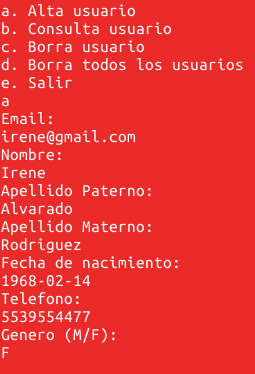 a. Alta usuario
b. Consulta usuario
c. Borra usuario
d. Borra todos los usuarios
e. Salir
a
Email:
irene@gmail.com
Nombre:
Irene
Apellido Paterno:
Alvarado
Apellido Materno:
Rodriguez
Fecha de nacimiento:
1968-02-14
Telefono:
5539554477
Genero (M/F):
F